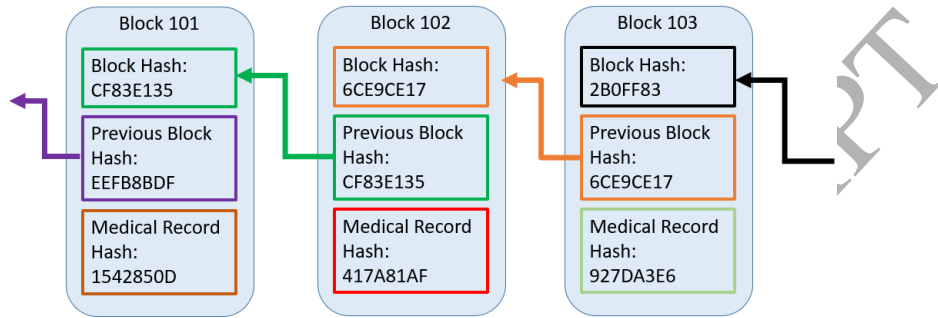 Block 101
Block Hash:
CF83E135
Previous Block
Hash:
EEFB8BDF
Medical Record
Hash:
1542850D
Block 102
Block Hash:
6CE9CE17
Previous Block
Hash:
CF83E135
Medical Record
Hash:
417A81AF
Block 103
Block Hash:
2B0FF83
Previous Block
Hash:
6CE9CE17
Medical Record
Hash:
927DA3E6
PT